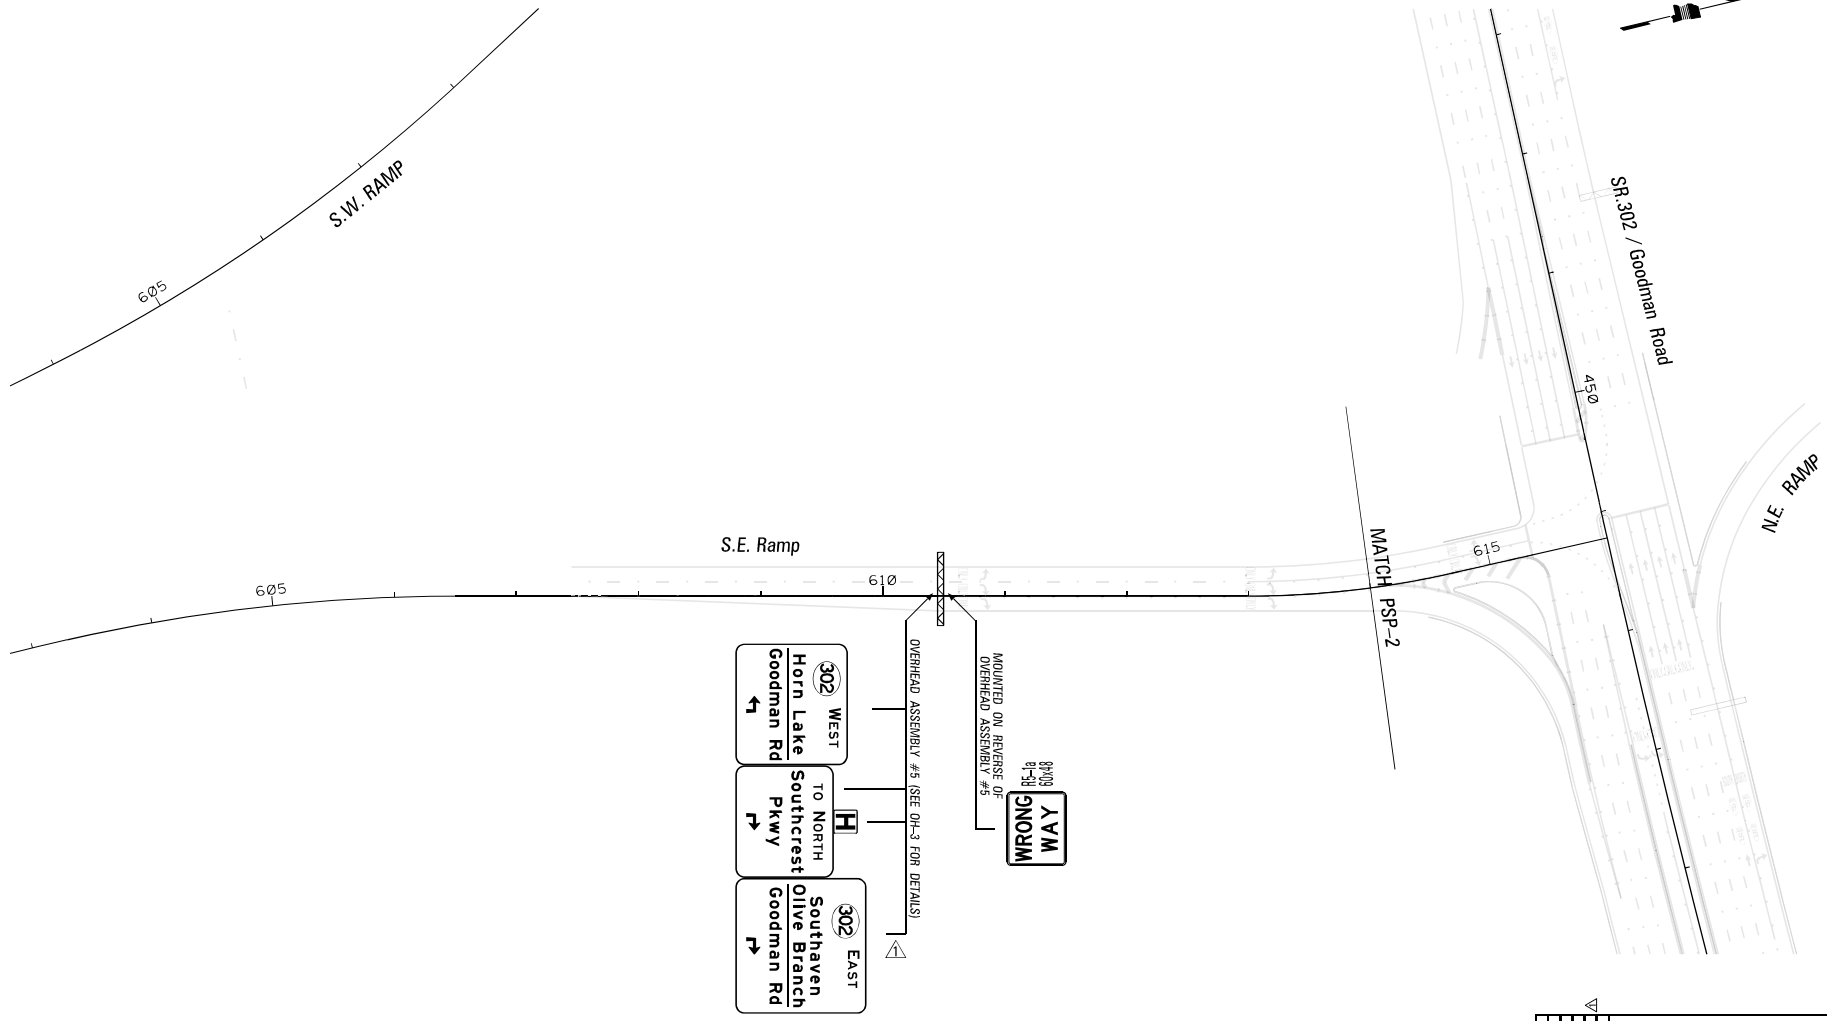 S.W. RAMP
605
SR.302 / Goodman Road
450
N.E. RAMP
S.E. Ramp
605
610
615
MATCH PSP-2
302 WEST
Horn Lake
Goodman Rd
TO NORTH
Southcrest
Pkwy
H
302 EAST
Southaven
Olive Branch
Goodman Rd
OVERHEAD ASSEMBLY #5 (SEE OH-3 FOR DETAILS)
1
MOUNTED ON REVERSE OF
OVERHEAD ASSEMBLY #5
R5-1a
60X48
WRONG
WAY
1